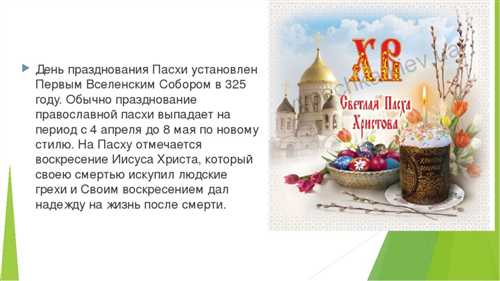 День празднования Пасхи установлен
Первым Вселенским Собором в 325
году. Обычно празднование
православной пасхи выпадает на
период с 4 апреля до 8 мая по новому
стилю. На Пасху отмечается
воскресение Иисуса Христа, который
своею смертью искупил людские
грехи и Своим воскресением дал
надежду на жизнь после смерти.
ХВ
Светлая Пасха
Христова